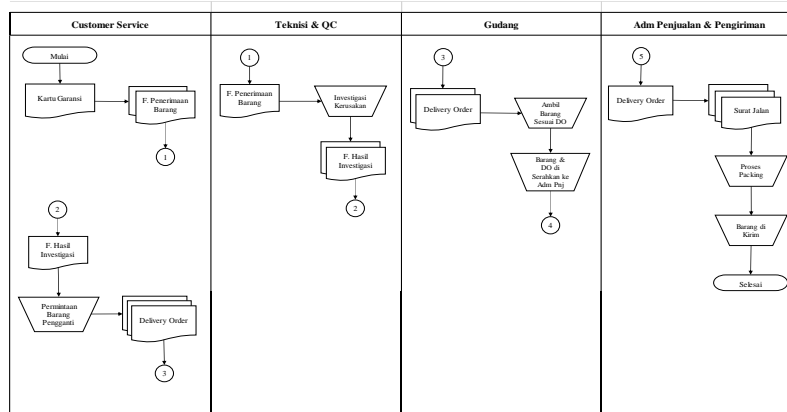 Customer Service
Mulai
Kartu Garansi
F. Penerimaan
Barang
1
2
F. Hasil
Investigasi
Permintaan
Barang
Pengganti
Delivery Order
3
Teknisi & QC
1
F. Penerimaan
Barang
Investigasi
Kerusakan
F. Hasil
Investigasi
2
Gudang
3
Delivery Order
Ambil
Barang
Sesuai DO
Barang &
DO di
Serahkan ke
Adm Puj
4
Adm Penjualan & Pengiriman
5
Delivery Order
Surat Jalan
Proses
Packing
Barang di
Kirim
Selesai